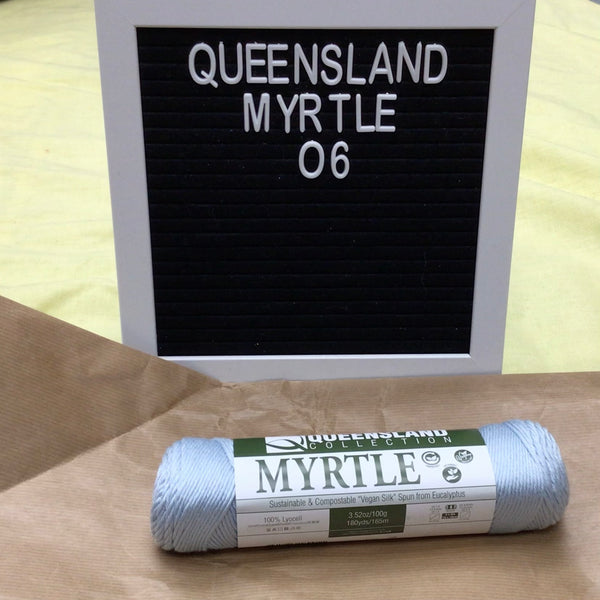 QUEENSLAND
MYRTLE
06
QUEENSLAND
COLLECTION
MYRTLE
Sustainable & Compostable "Vegan Silk" Spun from Eucalyptus
100% Lyocell
3.52oz/100g
180yds/165m